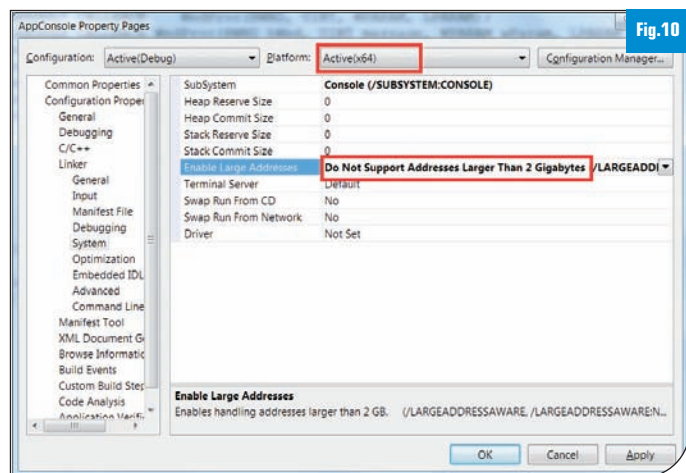 AppConsole Property Pages
Fig.10
Configuration: Active(Debug) Platform: Active(x64) Configuration Manager...
Common Properties
Configuration Proper
General
Debugging
C/C++
Linker
General
Input
Manifest File
Debugging
System
Optimization
Embedded IDL
Advanced
Command Line
Manifest Tool
XML Document G
Browse Informatic
Build Events
Custom Build Step
Code Analysis
Application Verifi
SubSystem Console (/SUBSYSTEM:CONSOLE)
Heap Reserve Size 0
Heap Commit Size 0
Stack Reserve Size 0
Stack Commit Size 0
Enable Large Addresses Do Not Support Addresses Larger Than 2 Gigabytes /LARGEADDI
Terminal Server Default
Swap Run From CD No
Swap Run From Network No
Driver Not Set
Enable Large Addresses
Enables handling addresses larger than 2 GB. (/LARGEADDRESSAWARE, /LARGEADDRESSAWARE:N...
OK Cancel Apply